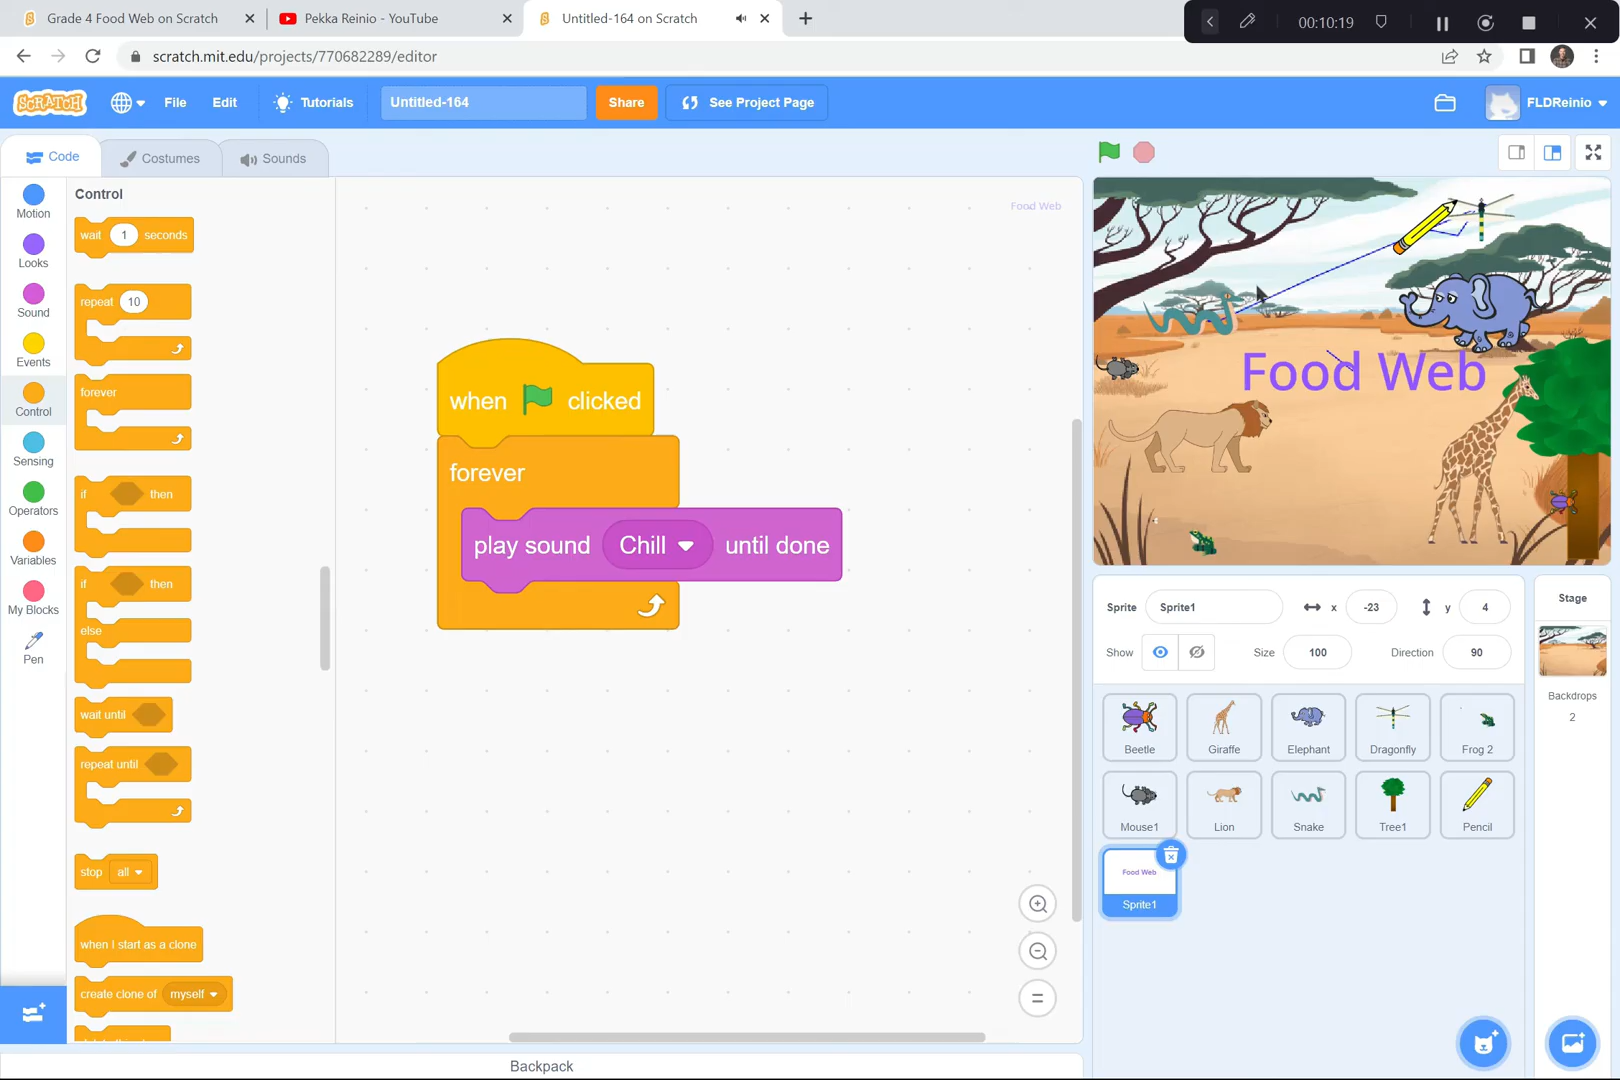 Grade 4 Food Web on Scratch
Pekka Reinio - YouTube
Untitled-164 on Scratch
00:10:19
scratch.mit.edu/projects/770682289/editor
SCRATCH
File
Edit
Tutorials
Untitled-164
Share
See Project Page
FLDReinio
Code
Costumes
Sounds
Motion
Looks
Sound
Events
Control
Sensing
Operators
Variables
My Blocks
Pen
Control
wait 1 seconds
repeat 10
forever
if then
if then
else
wait until
repeat until
stop all
when I start as a clone
create clone of myself
Food Web
when clicked
forever
play sound Chill until done
Backpack
Food Web
Sprite Sprite1 x -23 y 4
Show Size 100 Direction 90
Beetle
Giraffe
Elephant
Dragonfly
Frog 2
Mouse1
Lion
Snake
Tree1
Pencil
Food Web
Sprite1
Stage
Backdrops
2